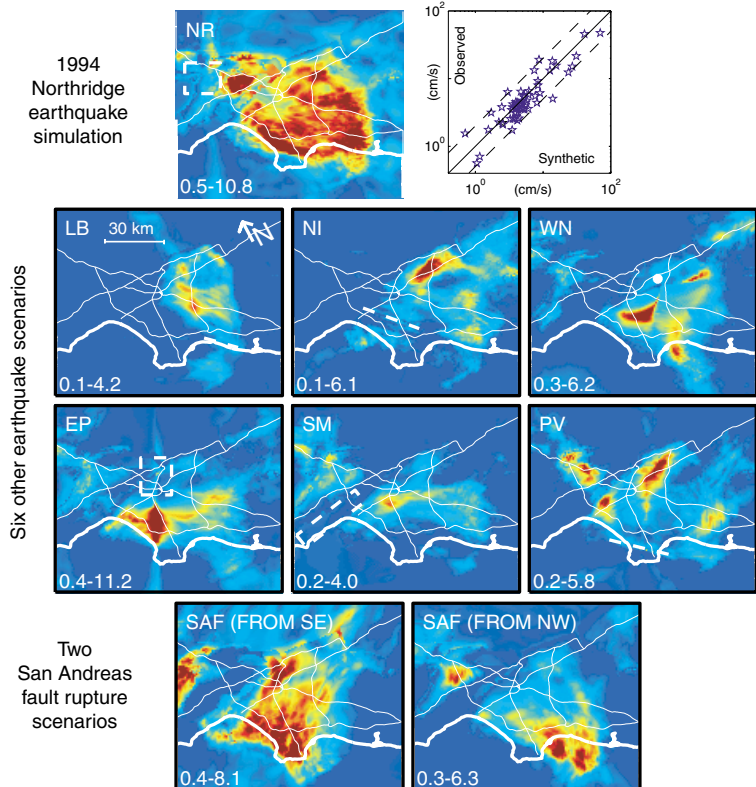 1994
Northridge
earthquake
simulation
NR
0.5-10.8
10²
10⁰
Observed
(cm/s)
Synthetic
10⁰
(cm/s)
10²
Six other earthquake scenarios
LB
30 km
N
0.1-4.2
NI
0.1-6.1
WN
0.3-6.2
EP
0.4-11.2
SM
0.2-4.0
PV
0.2-5.8
Two
San Andreas
fault rupture
scenarios
SAF (FROM SE)
0.4-8.1
SAF (FROM NW)
0.3-6.3